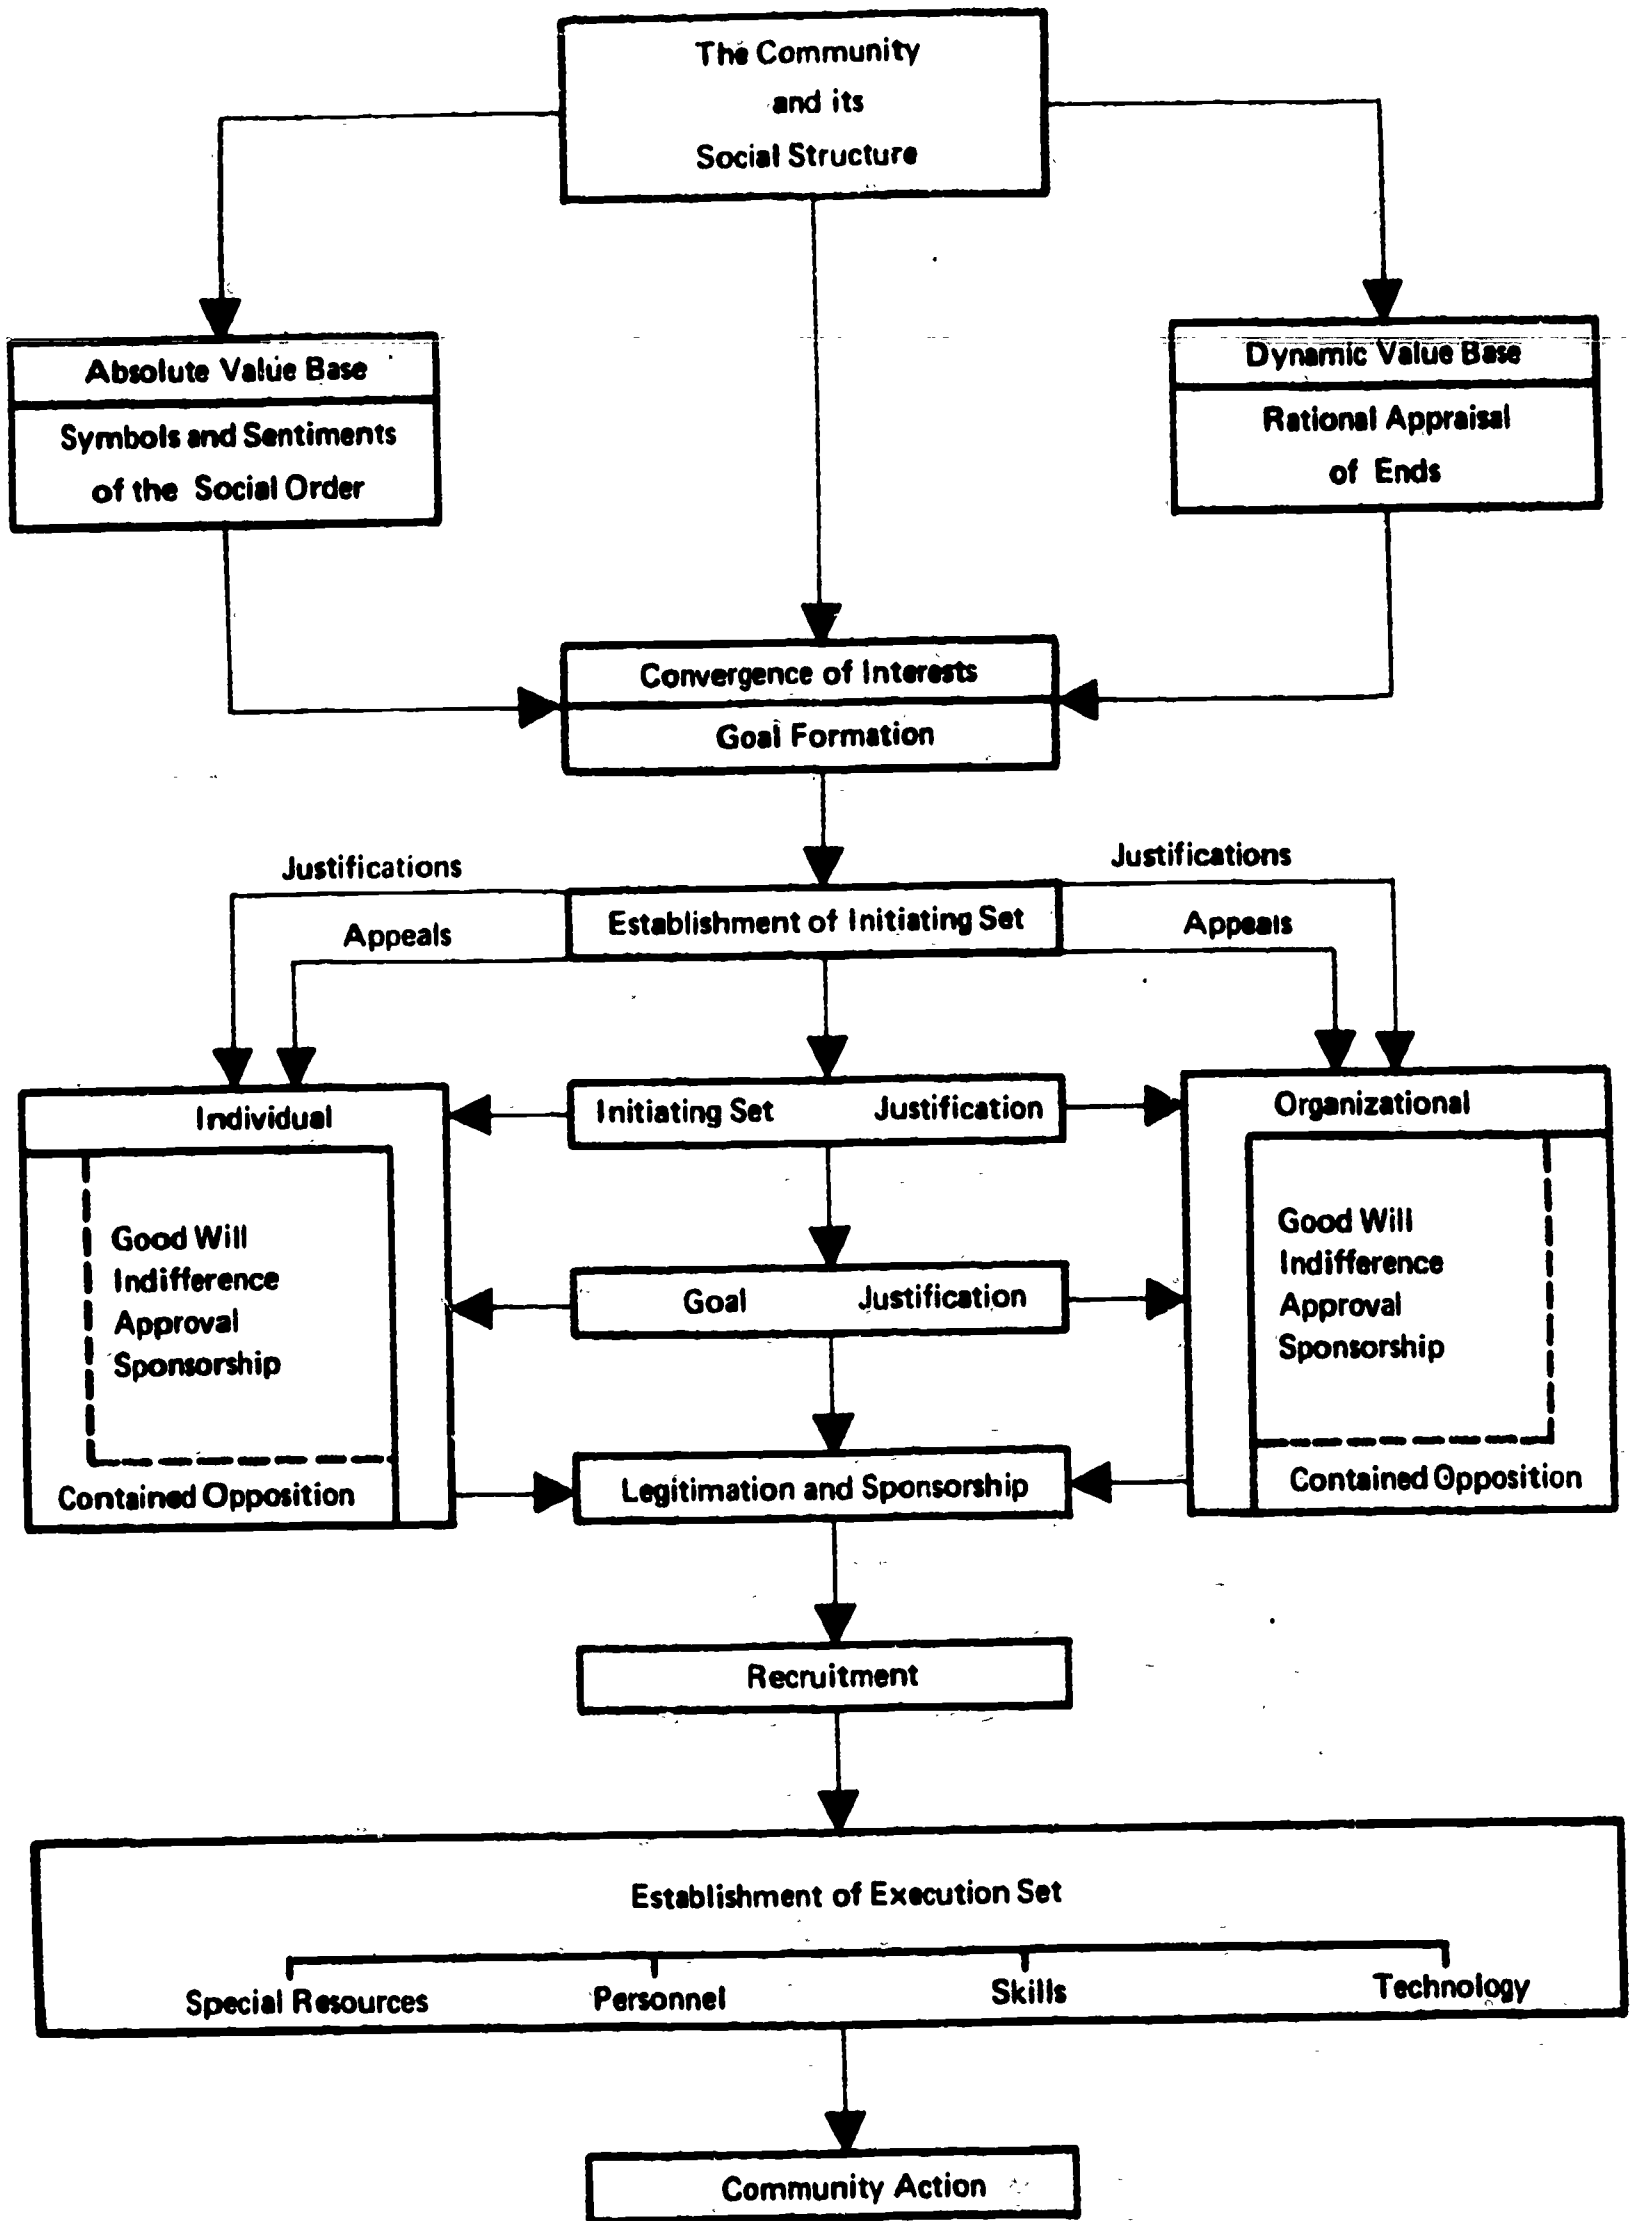 The Community
and its
Social Structure
Absolute Value Base
Symbols and Sentiments
of the Social Order
Dynamic Value Base
Rational Appraisal
of Ends
Convergence of Interests
Goal Formation
Justifications
Justifications
Appeals
Establishment of Initiating Set
Appeals
Individual
Initiating Set Justification
Organizational
Good Will
Indifference
Approval
Sponsorship
Contained Opposition
Goal Justification
Good Will
Indifference
Approval
Sponsorship
Contained Opposition
Legitimation and Sponsorship
Recruitment
Establishment of Execution Set
Special Resources Personnel Skills Technology
Community Action